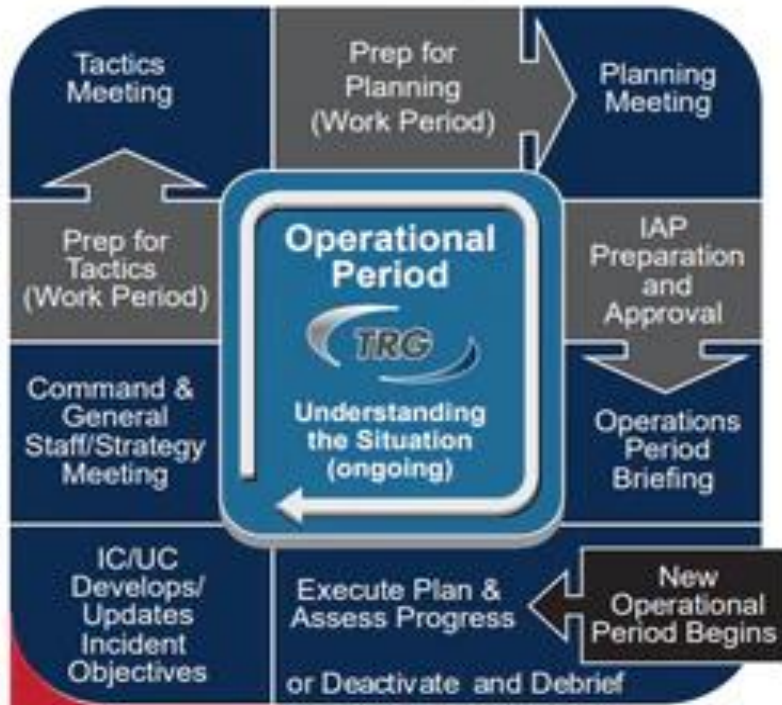 Tactics
Meeting
Prep for
Planning
(Work Period)
Planning
Meeting
Prep for
Tactics
(Work Period)
Operational
Period
TRG
Understanding
the Situation
(ongoing)
IAP
Preparation
and
Approval
Command &
General
Staff/Strategy
Meeting
Operations
Period
Briefing
IC/UC
Develops/
Updates
Incident
Objectives
Execute Plan &
Assess Progress
or Deactivate and Debrief
New
Operational
Period Begins